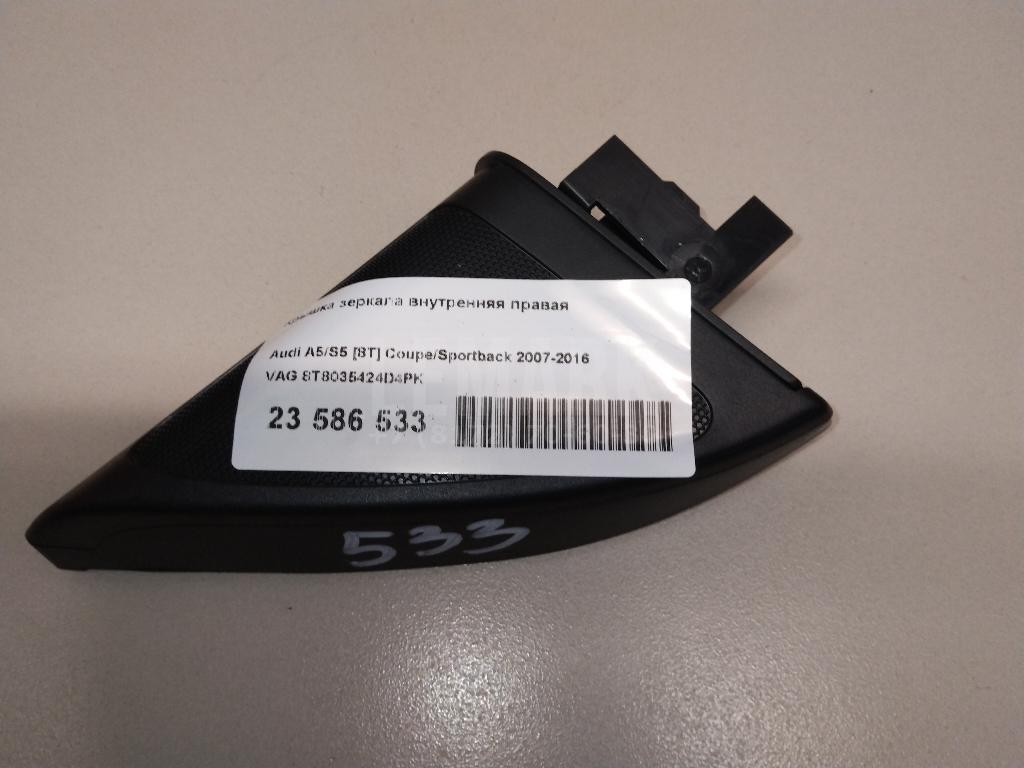 зеркала внутренняя правая
Audi A5/S5 [8T] Coupe/Sportback 2007-2016
VAG 8T8035424D4PK
23 586 533
533